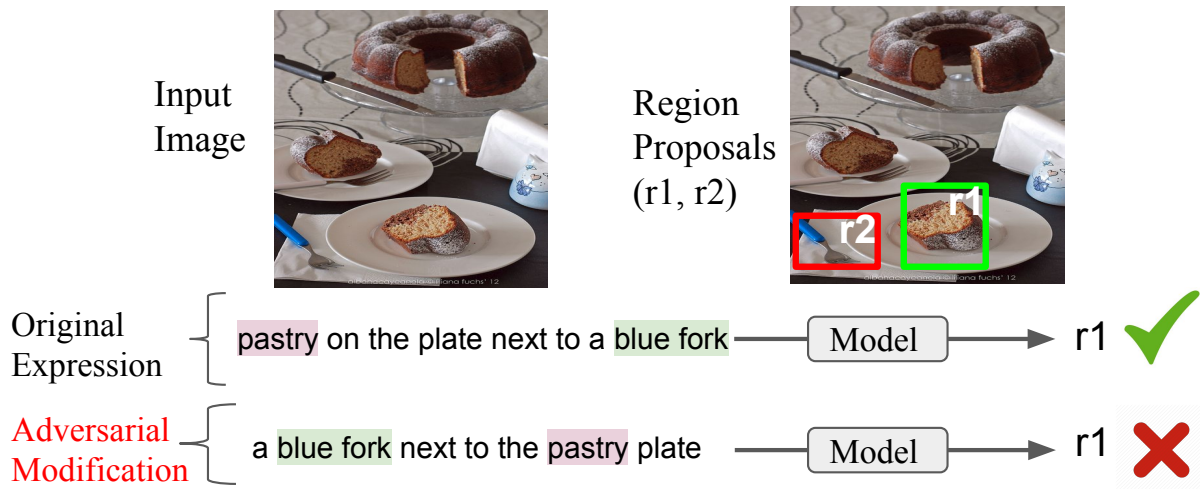 Input
Image
Region
Proposals
(r1, r2)
r1
r2
Original
Expression
pastry on the plate next to a blue fork
Model
r1
Adversarial
Modification
a blue fork next to the pastry plate
Model
r1